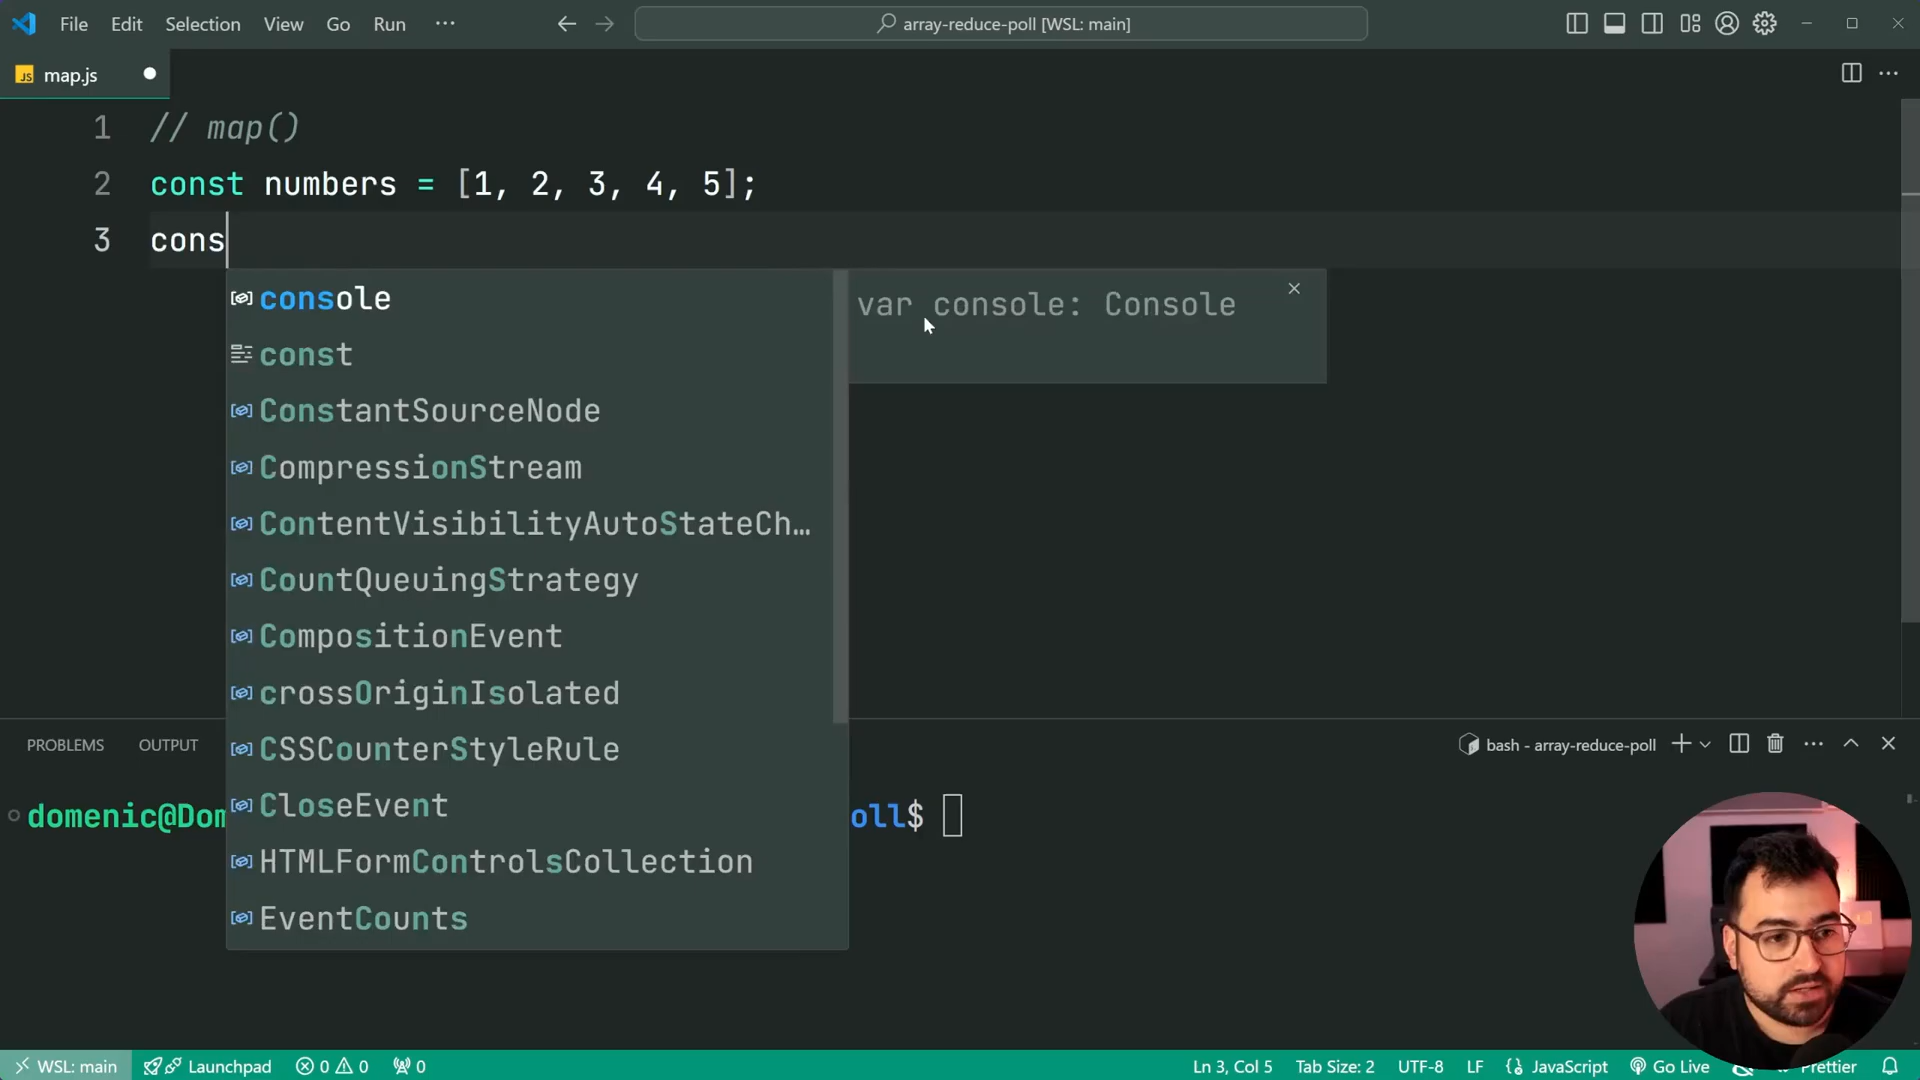 File Edit Selection View Go Run ···
array-reduce-poll [WSL: main]
JS map.js
1 // map()
2 const numbers = [1, 2, 3, 4, 5];
3 cons
console
var console: Console
const
ConstantSourceNode
CompressionStream
ContentVisibilityAutoStateCh…
CountQueuingStrategy
CompositionEvent
crossOriginIsolated
CSSCounterStyleRule
CloseEvent
HTMLFormControlsCollection
EventCounts
PROBLEMS OUTPUT
bash - array-reduce-poll
domenic@Dom
oll$
WSL: main Launchpad 0 0 0
Ln 3, Col 5 Tab Size: 2 UTF-8 LF {} JavaScript Go Live Prettier